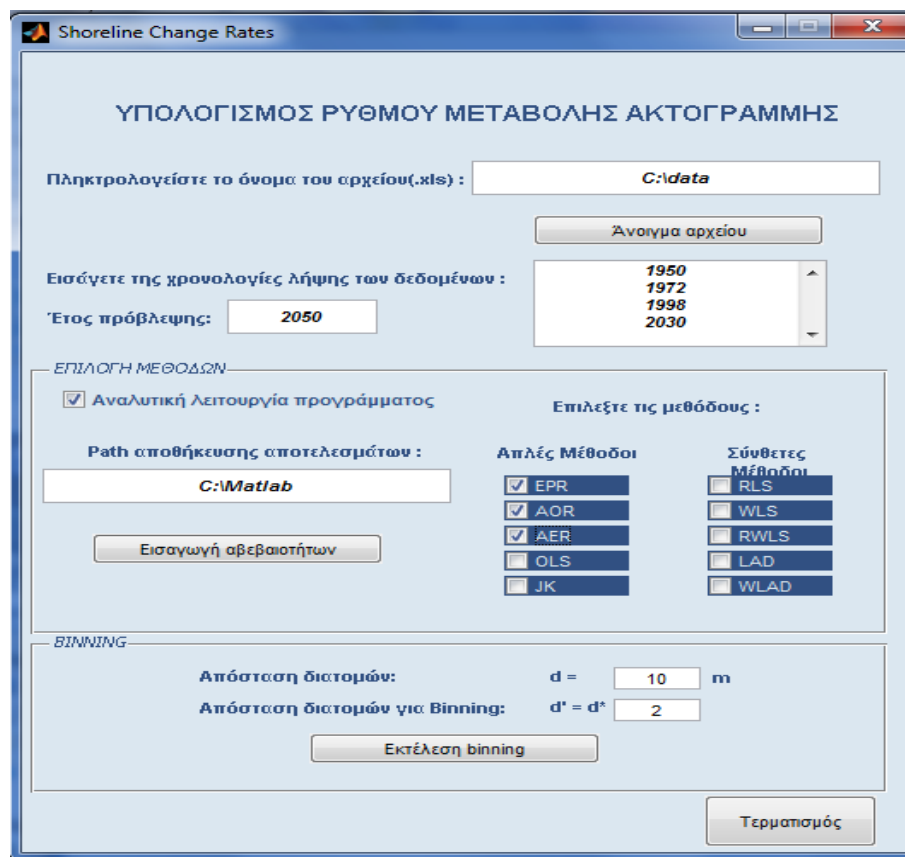 Shoreline Change Rates
ΥΠΟΛΟΓΙΣΜΟΣ ΡΥΘΜΟΥ ΜΕΤΑΒΟΛΗΣ ΑΚΤΟΓΡΑΜΜΗΣ
Πληκτρολογείστε το όνομα του αρχείου(.xls) : C:\data
Άνοιγμα αρχείου
Εισάγετε της χρονολογίες λήψης των δεδομένων :
1950
1972
1998
2030
Έτος πρόβλεψης: 2050
ΕΠΙΛΟΓΗ ΜΕΘΟΔΩΝ
Αναλυτική λειτουργία προγράμματος
Επιλεξτε τις μεθόδους :
Path αποθήκευσης αποτελεσμάτων :
C:\Matlab
Εισαγωγή αβεβαιοτήτων
Απλές Μέθοδοι
EPR
AOR
AER
OLS
JK
Σύνθετες
Μέθοδοι
RLS
WLS
RWLS
LAD
WLAD
BINNING
Απόσταση διατομών: d = 10 m
Απόσταση διατομών για Binning: d' = d* 2
Εκτέλεση binning
Τερματισμός